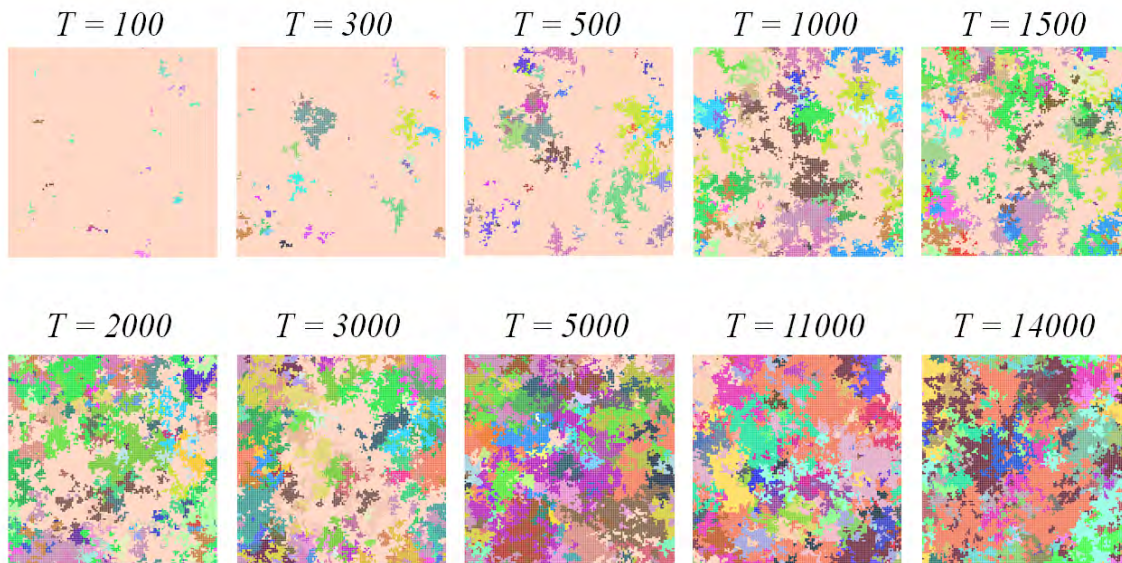 T = 100
T = 300
T = 500
T = 1000
T = 1500
T = 2000
T = 3000
T = 5000
T = 11000
T = 14000